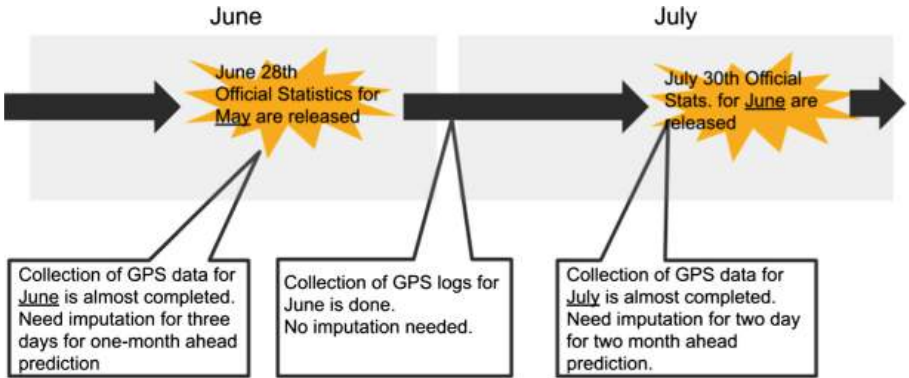 June
July
June 28th
Official Statistics for
May are released
July 30th Official
Stats. for June are
released
Collection of GPS data for
June is almost completed.
Need imputation for three
days for one-month ahead
prediction
Collection of GPS logs for
June is done.
No imputation needed.
Collection of GPS data for
July is almost completed.
Need imputation for two day
for two month ahead
prediction.